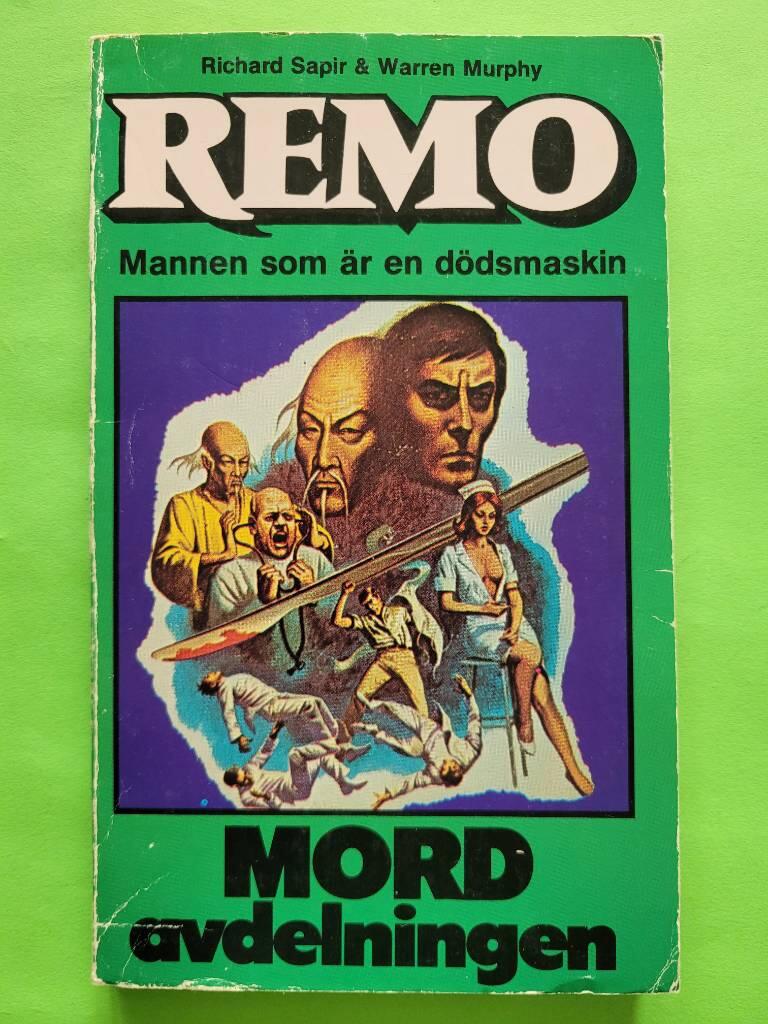 Richard Sapir & Warren Murphy
REMO
Mannen som är en dödsmaskin
MORD
avdelningen